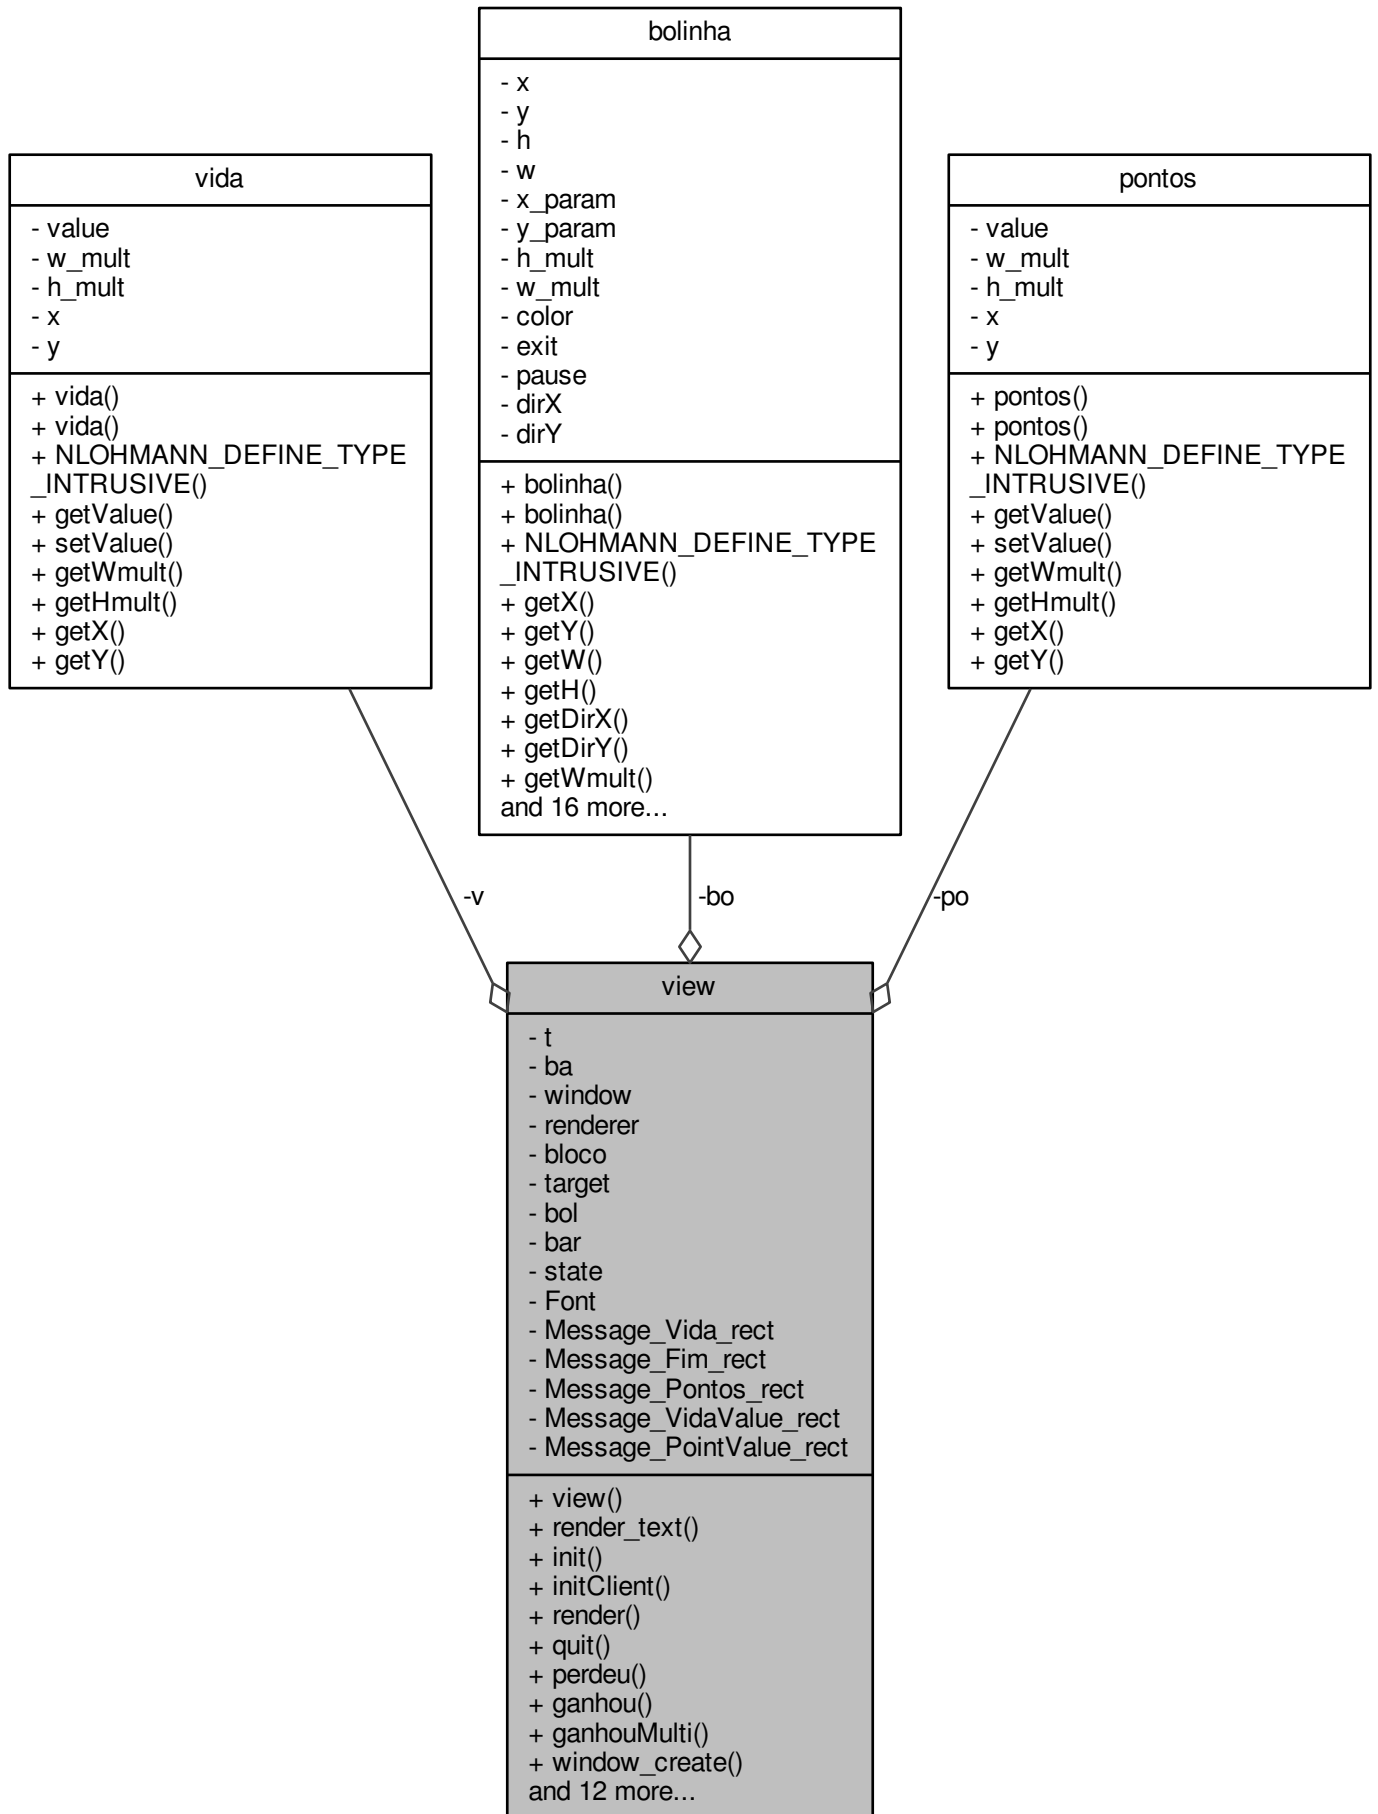 bolinha
- x
- y
- h
- w
- x_param
- y_param
- h_mult
- w_mult
- color
- exit
- pause
- dirX
- dirY
+ bolinha()
+ bolinha()
+ NLOHMANN_DEFINE_TYPE
_INTRUSIVE()
+ getX()
+ getY()
+ getW()
+ getH()
+ getDirX()
+ getDirY()
+ getWmult()
and 16 more...
vida
- value
- w_mult
- h_mult
- x
- y
+ vida()
+ vida()
+ NLOHMANN_DEFINE_TYPE
_INTRUSIVE()
+ getValue()
+ setValue()
+ getWmult()
+ getHmult()
+ getX()
+ getY()
pontos
- value
- w_mult
- h_mult
- x
- y
+ pontos()
+ pontos()
+ NLOHMANN_DEFINE_TYPE
_INTRUSIVE()
+ getValue()
+ setValue()
+ getWmult()
+ getHmult()
+ getX()
+ getY()
-v
-bo
-po
view
- t
- ba
- window
- renderer
- bloco
- target
- bol
- bar
- state
- Font
- Message_Vida_rect
- Message_Fim_rect
- Message_Pontos_rect
- Message_VidaValue_rect
- Message_PointValue_rect
+ view()
+ render_text()
+ init()
+ initClient()
+ render()
+ quit()
+ perdeu()
+ ganhou()
+ ganhouMulti()
+ window_create()
and 12 more...